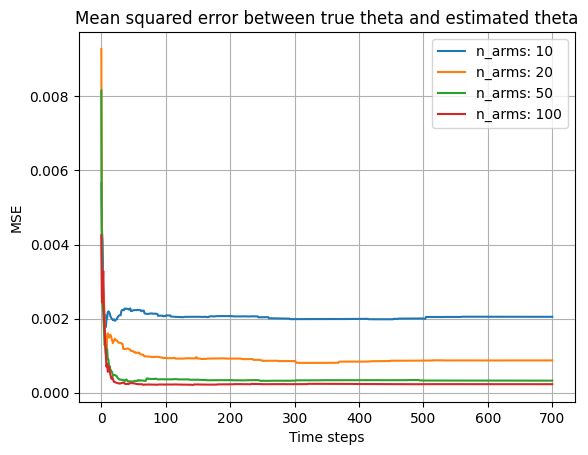 Mean squared error between true theta and estimated theta
n_arms: 10
n_arms: 20
n_arms: 50
n_arms: 100
MSE
0.008
0.006
0.004
0.002
0.000
0 100 200 300 400 500 600 700
Time steps